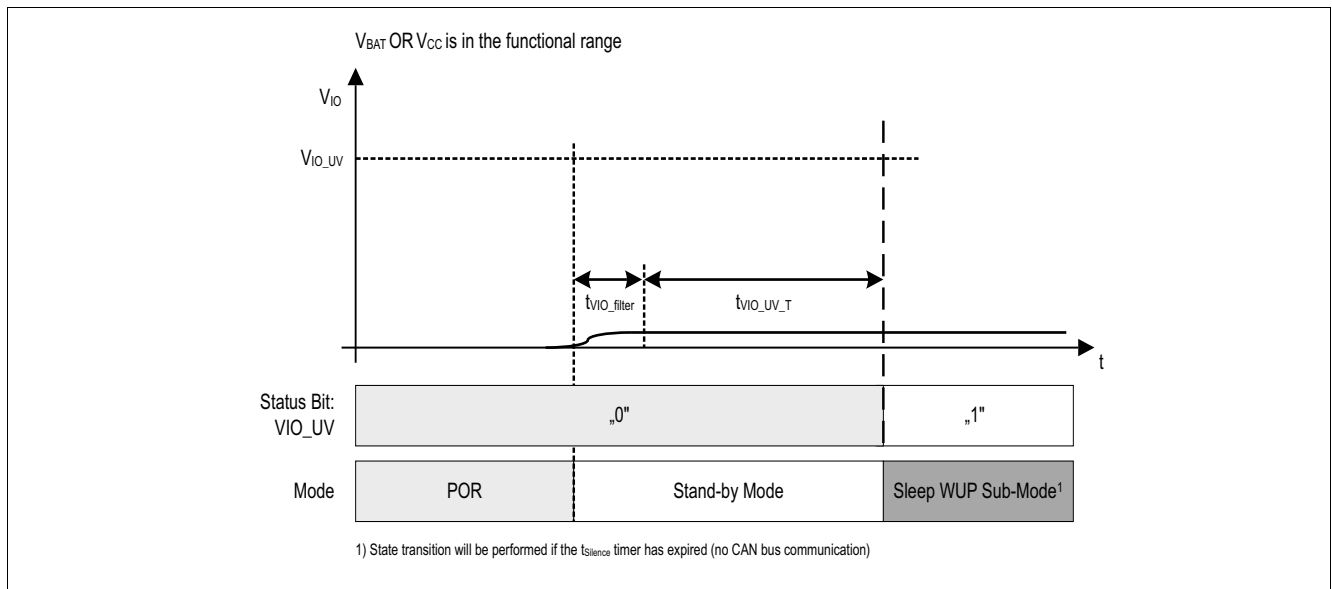 VBAT OR VCC is in the functional range
VIO
VIO_UV
tVIO_filter
tVIO_UV_T
t
Status Bit:
VIO_UV
„0"
„1"
Mode
POR
Stand-by Mode
Sleep WUP Sub-Mode1
1) State transition will be performed if the tSilence timer has expired (no CAN bus communication)